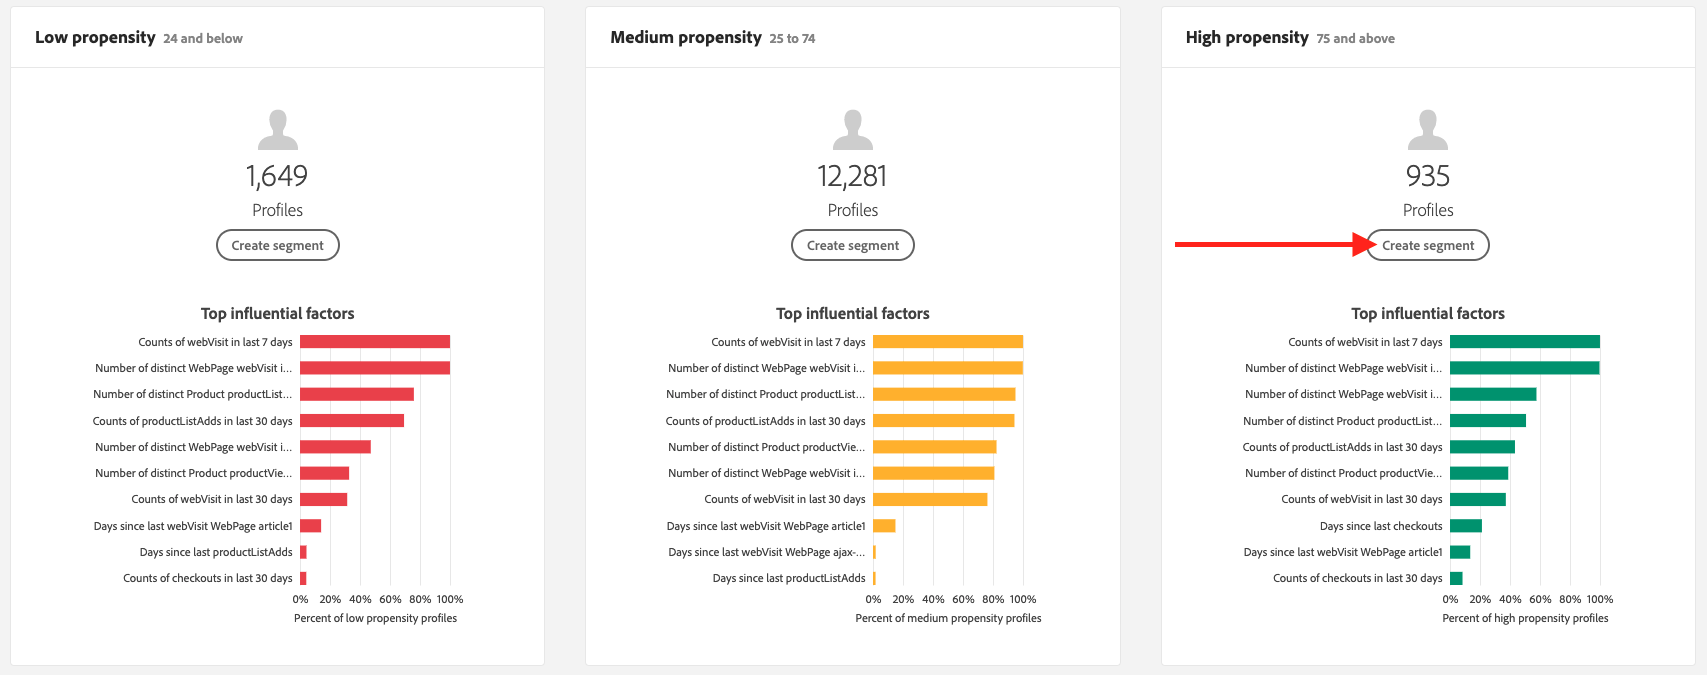 Low propensity 24 and below
1,649
Profiles
Create segment
Top influential factors
Counts of webVisit in last 7 days
Number of distinct WebPage webVisit i...
Number of distinct Product productList...
Counts of productListAdds in last 30 days
Number of distinct WebPage webVisit i...
Number of distinct Product productVie...
Counts of webVisit in last 30 days
Days since last webVisit WebPage article1
Days since last productListAdds
Counts of checkouts in last 30 days
0% 20% 40% 60% 80% 100%
Percent of low propensity profiles
Medium propensity 25 to 74
12,281
Profiles
Create segment
Top influential factors
Counts of webVisit in last 7 days
Number of distinct WebPage webVisit i...
Number of distinct Product productList...
Counts of productListAdds in last 30 days
Number of distinct Product productVie...
Number of distinct WebPage webVisit i...
Counts of webVisit in last 30 days
Days since last webVisit WebPage article1
Days since last webVisit WebPage ajax-...
Days since last productListAdds
0% 20% 40% 60% 80% 100%
Percent of medium propensity profiles
High propensity 75 and above
935
Profiles
Create segment
Top influential factors
Counts of webVisit in last 7 days
Number of distinct WebPage webVisit i...
Number of distinct WebPage webVisit i...
Number of distinct Product productList...
Counts of productListAdds in last 30 days
Number of distinct Product productVie...
Counts of webVisit in last 30 days
Days since last checkouts
Days since last webVisit WebPage article1
Counts of checkouts in last 30 days
0% 20% 40% 60% 80% 100%
Percent of high propensity profiles